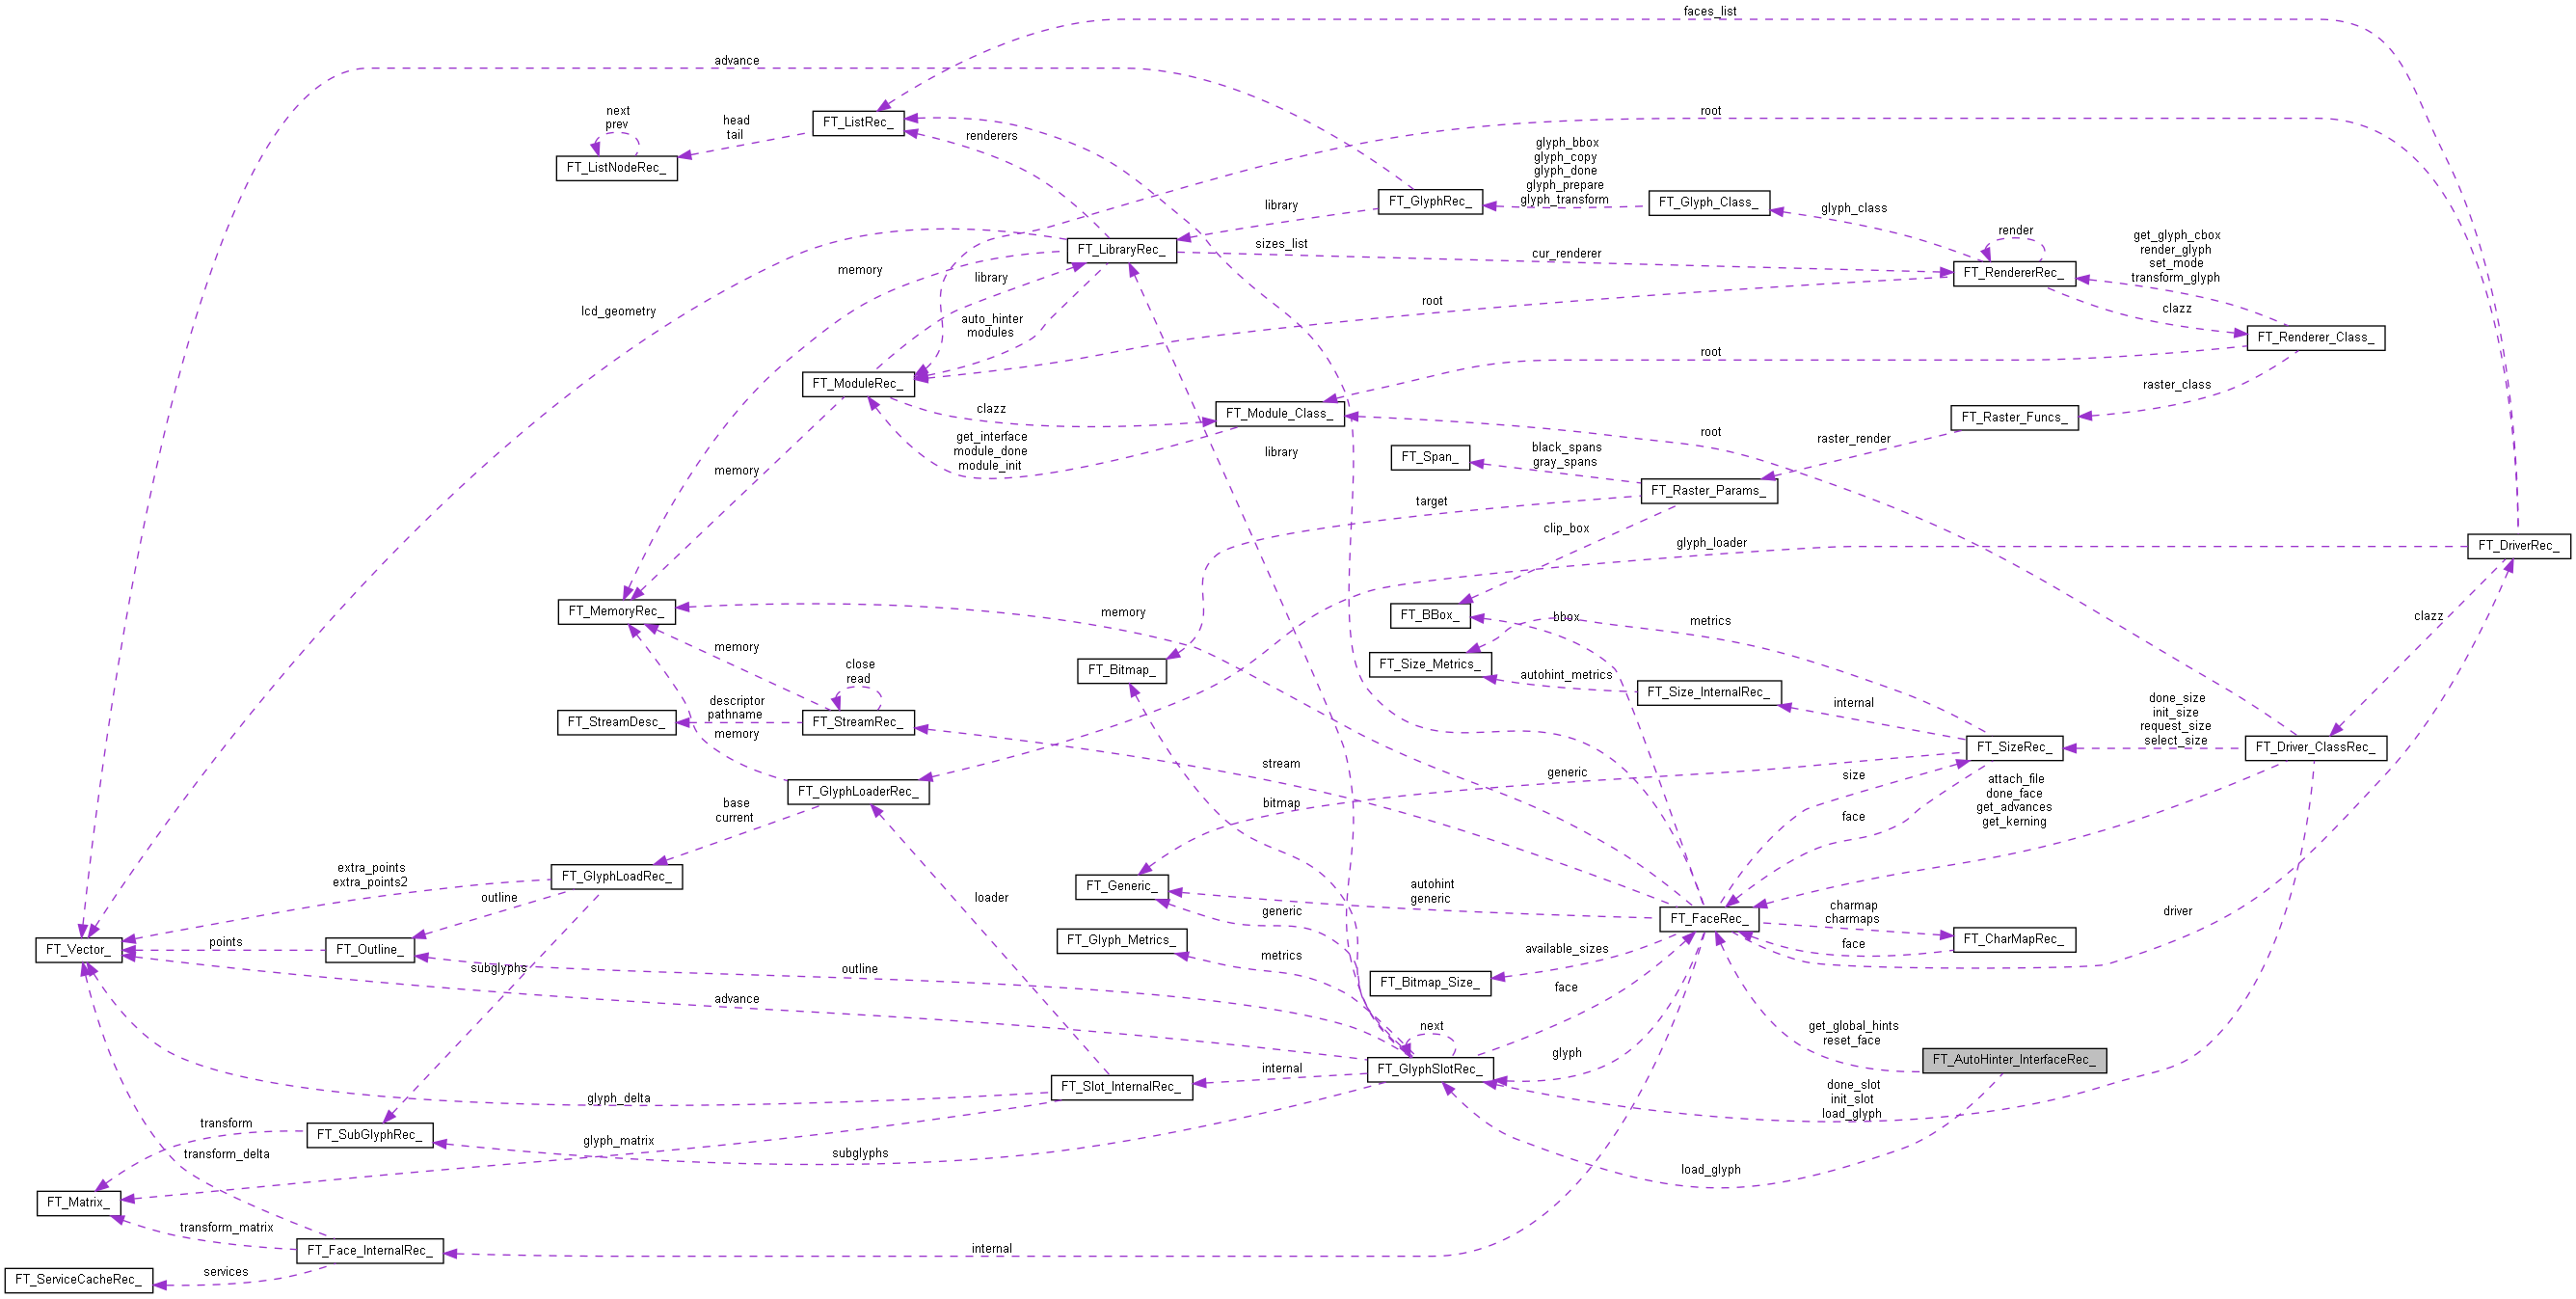 faces_list
advance
next
prev
head
tail
FT_ListRec_
renderers
root
glyph_bbox
glyph_copy
glyph_done
glyph_prepare
glyph_transform
FT_ListNodeRec_
FT_GlyphRec_
FT_Glyph_Class_
library
glyph_class
FT_LibraryRec_
sizes_list
cur_renderer
render
get_glyph_cbox
render_glyph
set_mode
transform_glyph
FT_RendererRec_
memory
library
lcd_geometry
auto_hinter
modules
root
clazz
FT_Renderer_Class_
root
FT_ModuleRec_
raster_class
clazz
FT_Module_Class_
FT_Raster_Funcs_
get_interface
module_done
module_init
root
raster_render
memory
library
FT_Span_
black_spans
gray_spans
FT_Raster_Params_
target
clip_box
glyph_loader
FT_DriverRec_
FT_MemoryRec_
memory
FT_BBox_
bbox
metrics
clazz
memory
close
read
FT_Bitmap_
FT_Size_Metrics_
autohint_metrics
FT_Size_InternalRec_
descriptor
pathname
FT_StreamDesc_
FT_StreamRec_
memory
internal
done_size
init_size
request_size
select_size
FT_SizeRec_
FT_Driver_ClassRec_
stream
generic
size
attach_file
done_face
get_advances
get_kerning
FT_GlyphLoaderRec_
base
current
bitmap
face
extra_points
extra_points2
FT_GlyphLoadRec_
outline
FT_Generic_
autohint
generic
loader
generic
FT_FaceRec_
charmap
charmaps
driver
FT_Vector_
points
FT_Outline_
FT_Glyph_Metrics_
FT_CharMapRec_
face
available_sizes
subglyphs
outline
metrics
FT_Bitmap_Size_
face
advance
next
get_global_hints
reset_face
glyph
FT_AutoHinter_InterfaceRec_
internal
FT_GlyphSlotRec_
FT_Slot_InternalRec_
glyph_delta
done_slot
init_slot
load_glyph
transform
FT_SubGlyphRec_
glyph_matrix
transform_delta
subglyphs
load_glyph
FT_Matrix_
transform_matrix
FT_Face_InternalRec_
internal
services
FT_ServiceCacheRec_